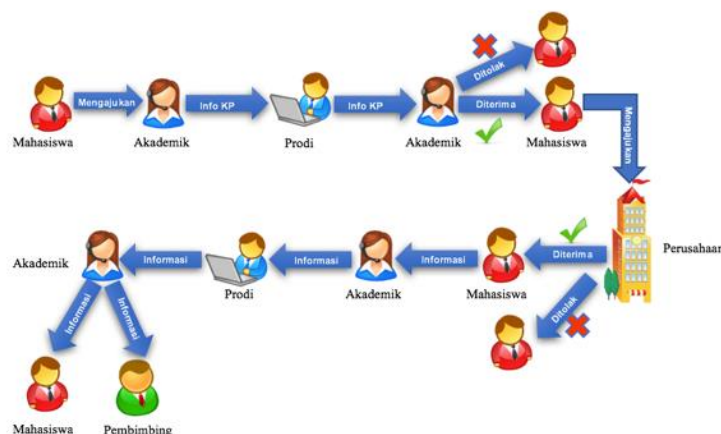 Ditolak
Mengajukan
Info KP
Info KP
Diterima
Mengajukan
Mahasiswa
Akademik
Prodi
Akademik
Mahasiswa
Perusahaan
Diterima
Informasi
Informasi
Informasi
Akademik
Prodi
Akademik
Mahasiswa
Ditolak
Informasi
Informasi
Mahasiswa
Pembimbing